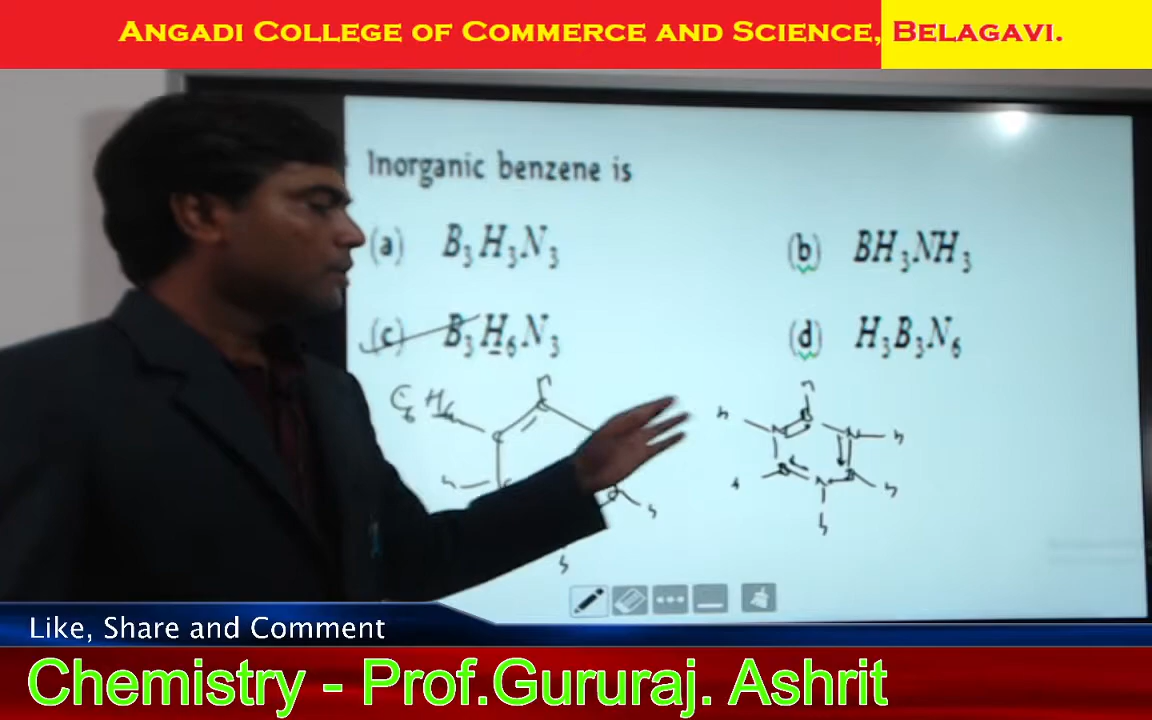 ANGADI COLLEGE OF COMMERCE AND SCIENCE, BELAGAVI.
Inorganic benzene is
(a) B₃H₃N₃ (b) BH₃NH₃
(c) B₃H₆N₃ (d) H₃B₃N₆
C₆H₆
Like, Share and Comment
Chemistry - Prof.Gururaj. Ashrit